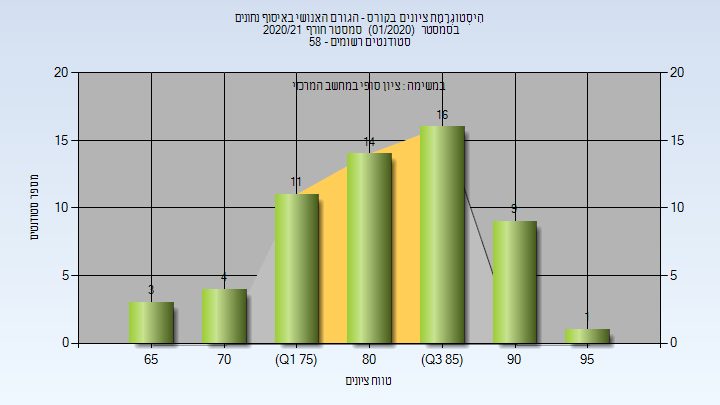 היסטוגרמת ציונים בקורס - הגורם האנושי באיסוף נתונים
בסמסטר (01/2020) סמסטר חורף 2020/21
סטודנטים רשומים - 58
במשימה : ציון סופי במחשב המרכזי
20 20
15 15
10 10
5 5
0 0
3 4 11 14 16 9 1
65 70 (Q1 75) 80 (Q3 85) 90 95
מספר סטודנטים
טווח ציונים